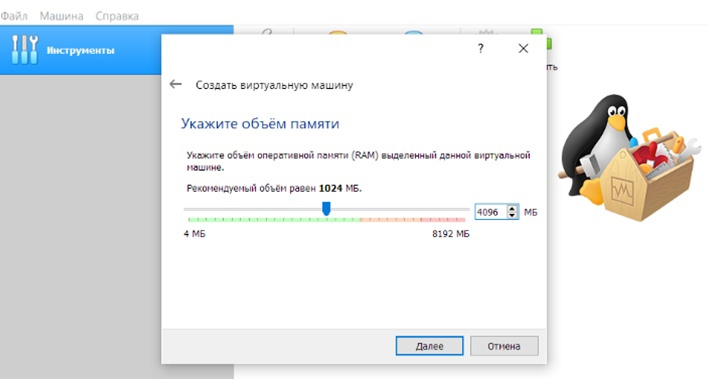 Файл Машина Справка
Инструменты
?
Создать виртуальную машину
Укажите объём памяти
Укажите объём оперативной памяти (RAM) выделенный данной виртуальной
машине.
Рекомендуемый объём равен 1024 МБ.
4096 МБ
4 МБ 8192 МБ
Далее Отмена